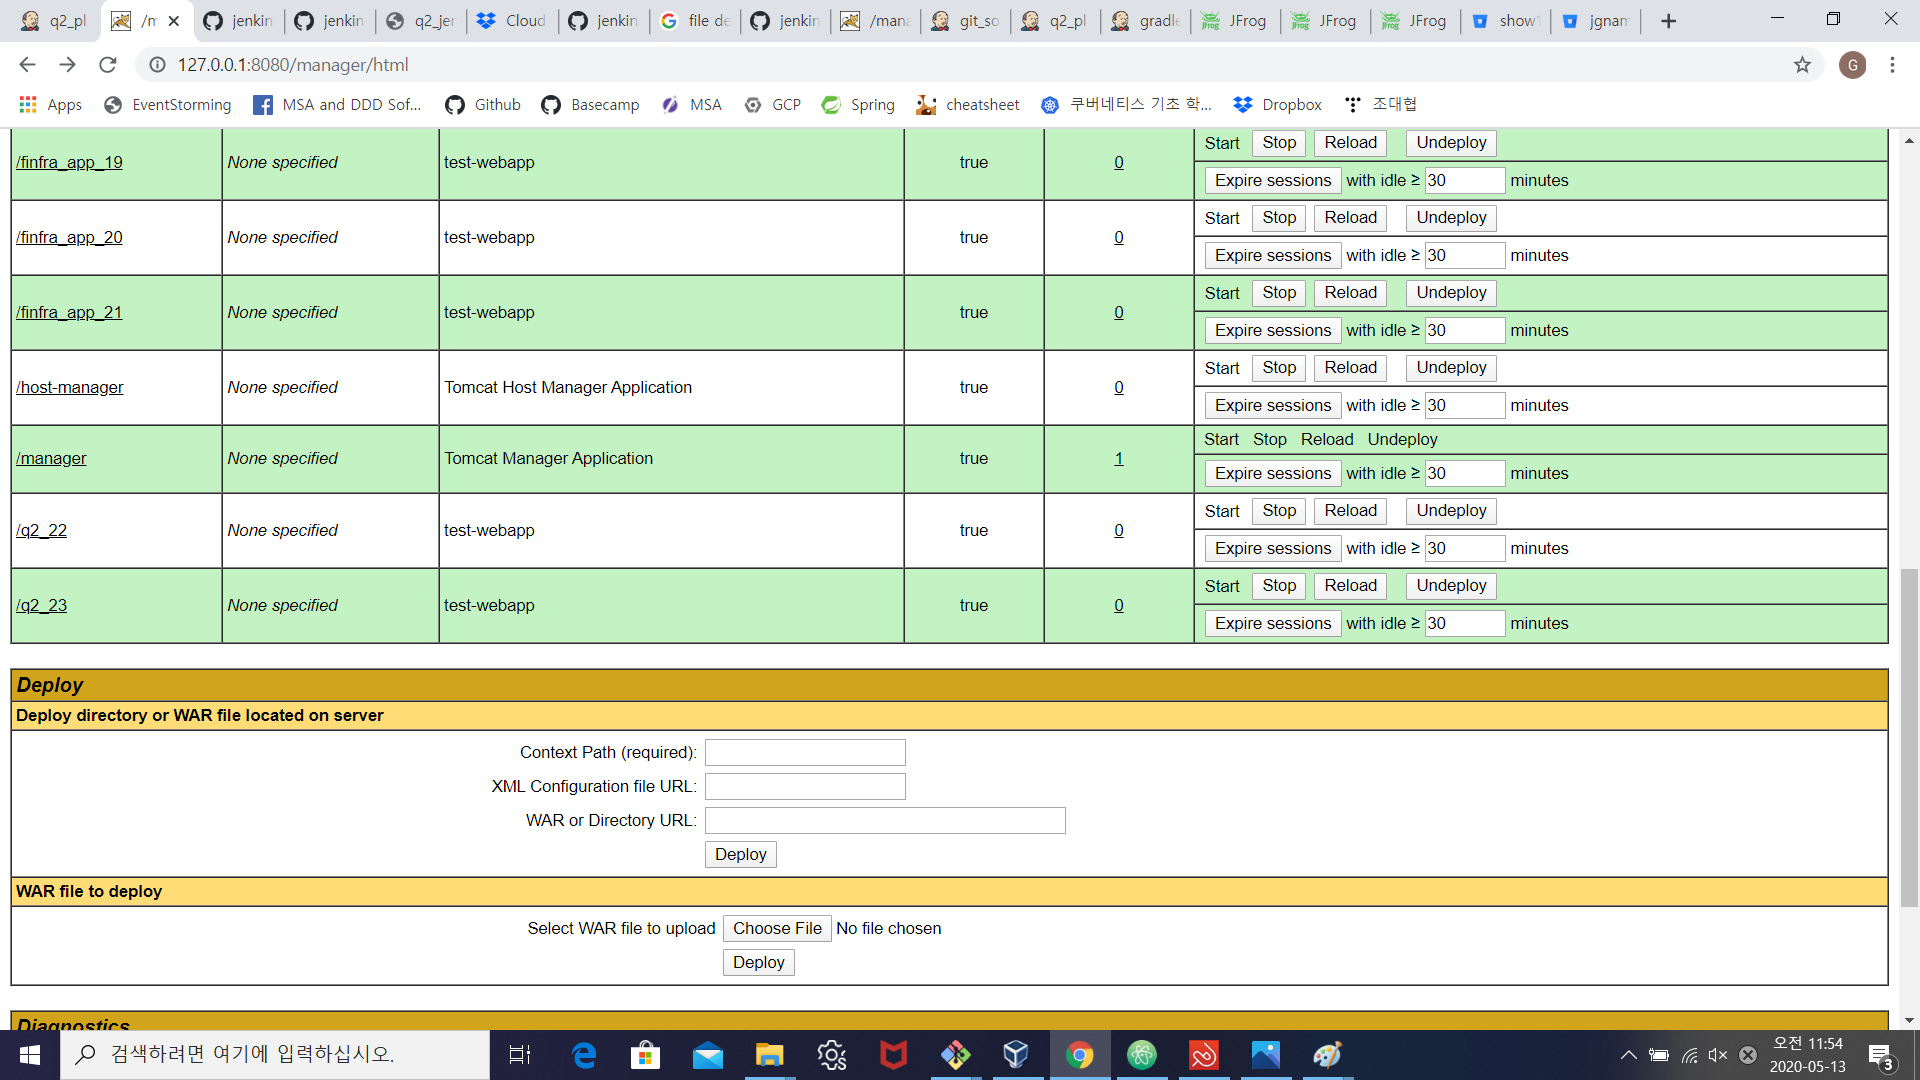 q2_pl
/m
jenkin
jenkin
q2_jer
Cloud
jenkin
file de
jenkin
/mana
git_so
q2_pl
gradle
JFrog
JFrog
JFrog
show
jgnam
127.0.0.1:8080/manager/html
G
Apps
EventStorming
MSA and DDD Sof...
Github
Basecamp
MSA
GCP
Spring
cheatsheet
쿠버네티스 기초 학...
Dropbox
조대협
/finfra_app_19 None specified test-webapp true 0 Start Stop Reload Undeploy
Expire sessions with idle ≥ 30 minutes
/finfra_app_20 None specified test-webapp true 0 Start Stop Reload Undeploy
Expire sessions with idle ≥ 30 minutes
/finfra_app_21 None specified test-webapp true 0 Start Stop Reload Undeploy
Expire sessions with idle ≥ 30 minutes
/host-manager None specified Tomcat Host Manager Application true 0 Start Stop Reload Undeploy
Expire sessions with idle ≥ 30 minutes
/manager None specified Tomcat Manager Application true 1 Start Stop Reload Undeploy
Expire sessions with idle ≥ 30 minutes
/q2_22 None specified test-webapp true 0 Start Stop Reload Undeploy
Expire sessions with idle ≥ 30 minutes
/q2_23 None specified test-webapp true 0 Start Stop Reload Undeploy
Expire sessions with idle ≥ 30 minutes
Deploy
Deploy directory or WAR file located on server
Context Path (required):
XML Configuration file URL:
WAR or Directory URL:
Deploy
WAR file to deploy
Select WAR file to upload Choose File No file chosen
Deploy
Diagnostics
검색하려면 여기에 입력하십시오.
오전 11:54
2020-05-13
3